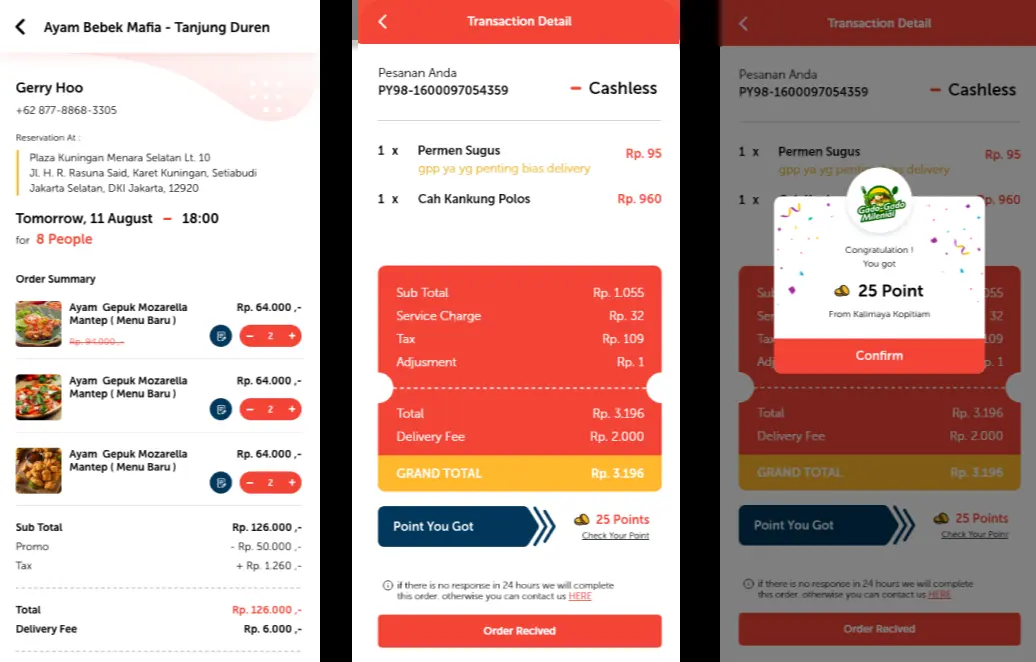 Ayam Bebek Mafia - Tanjung Duren
Gerry Hoo
+62 877-8868-3305
Reservation At :
Plaza Kuningan Menara Selatan Lt. 10
Jl. H. R. Rasuna Said, Karet Kuningan, Setiabudi
Jakarta Selatan, DKI Jakarta, 12920
Tomorrow, 11 August – 18:00
for 8 People
Order Summary
Ayam Gepuk Mozarella
Mantep ( Menu Baru )
Rp. 64.000 ,-
Rp. 94.000 ,-
– 2 +
Ayam Gepuk Mozarella
Mantep ( Menu Baru )
Rp. 64.000 ,-
– 2 +
Ayam Gepuk Mozarella
Mantep ( Menu Baru )
Rp. 64.000 ,-
– 2 +
Sub Total Rp. 126.000 ,-
Promo - Rp. 50.000 ,-
Tax + Rp. 1.260 ,-
Total Rp. 126.000 ,-
Delivery Fee Rp. 6.000 ,-
Transaction Detail
Pesanan Anda
PY98-1600097054359
– Cashless
1 x Permen Sugus Rp. 95
gpp ya yg penting bias delivery
1 x Cah Kankung Polos Rp. 960
Sub Total Rp. 1.055
Service Charge Rp. 32
Tax Rp. 109
Adjusment Rp. 1
Total Rp. 3.196
Delivery Fee Rp. 2.000
GRAND TOTAL Rp. 3.196
Point You Got
25 Points
Check Your Point
if there is no response in 24 hours we will complete
this order. otherwise you can contact us HERE
Order Recived
Transaction Detail
Pesanan Anda
PY98-1600097054359
– Cashless
1 x Permen Sugus Rp. 95
gpp ya yg penting bias delivery
1 x
p. 960
Gado-Gado
Milenial
Congratulation !
You got
25 Point
From Kalimaya Kopitiam
Confirm
Su
055
Ser
32
Tax
109
Adj
p. 1
Total Rp. 3.196
Delivery Fee Rp. 2.000
GRAND TOTAL Rp. 3.196
Point You Got
25 Points
Check Your Point
if there is no response in 24 hours we will complete
this order. otherwise you can contact us HERE
Order Recived